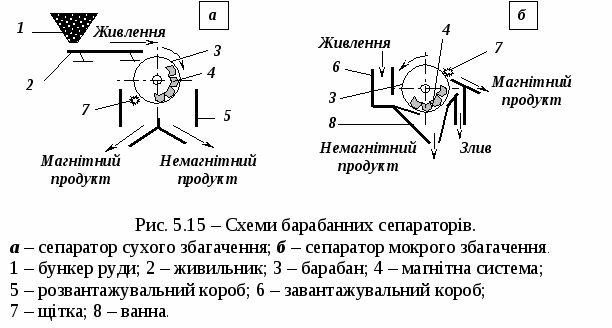 1
Живлення
а
3
4
2
7
5
Магнітний
продукт
Немагнітний
продукт
б
4
Живлення
7
6
Магнітний
продукт
3
8
Немагнітний
продукт
Злив
Рис. 5.15 – Схеми барабанних сепараторів.
а – сепаратор сухого збагачення; б – сепаратор мокрого збагачення.
1 – бункер руди; 2 – живильник; 3 – барабан; 4 – магнітна система;
5 – розвантажувальний короб; 6 – завантажувальний короб;
7 – щітка; 8 – ванна.